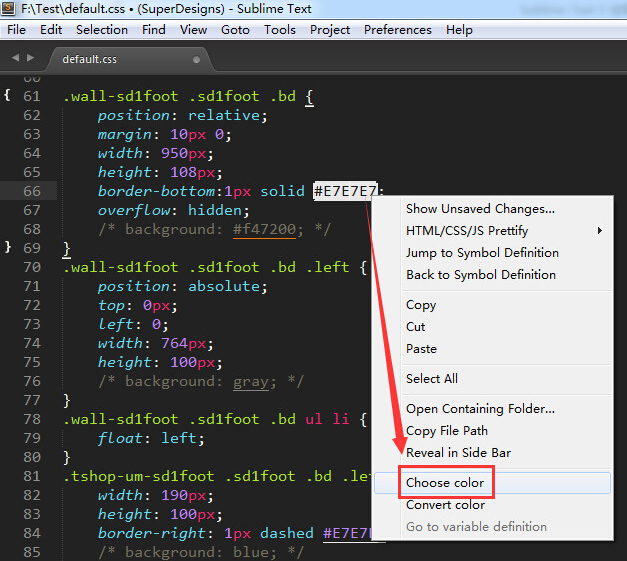 F:\Test\default.css • (SuperDesigns) - Sublime Text
File Edit Selection Find View Goto Tools Project Preferences Help
default.css
60
{ 61 .wall-sd1foot .sd1foot .bd {
62 position: relative;
63 margin: 10px 0;
64 width: 950px;
65 height: 108px;
66 border-bottom:1px solid #E7E7E7;
67 overflow: hidden;
68 /* background: #f47200; */
} 69 }
70 .wall-sd1foot .sd1foot .bd .left {
71 position: absolute;
72 top: 0px;
73 left: 0;
74 width: 764px;
75 height: 100px;
76 /* background: gray; */
77 }
78 .wall-sd1foot .sd1foot .bd ul li {
79 float: left;
80 }
81 .tshop-um-sd1foot .sd1foot .bd .le
82 width: 190px;
83 height: 100px;
84 border-right: 1px dashed #E7E7E
85 /* background: blue; */
Show Unsaved Changes...
HTML/CSS/JS Prettify
Jump to Symbol Definition
Back to Symbol Definition
Copy
Cut
Paste
Select All
Open Containing Folder...
Copy File Path
Reveal in Side Bar
Choose color
Convert color
Go to variable definition